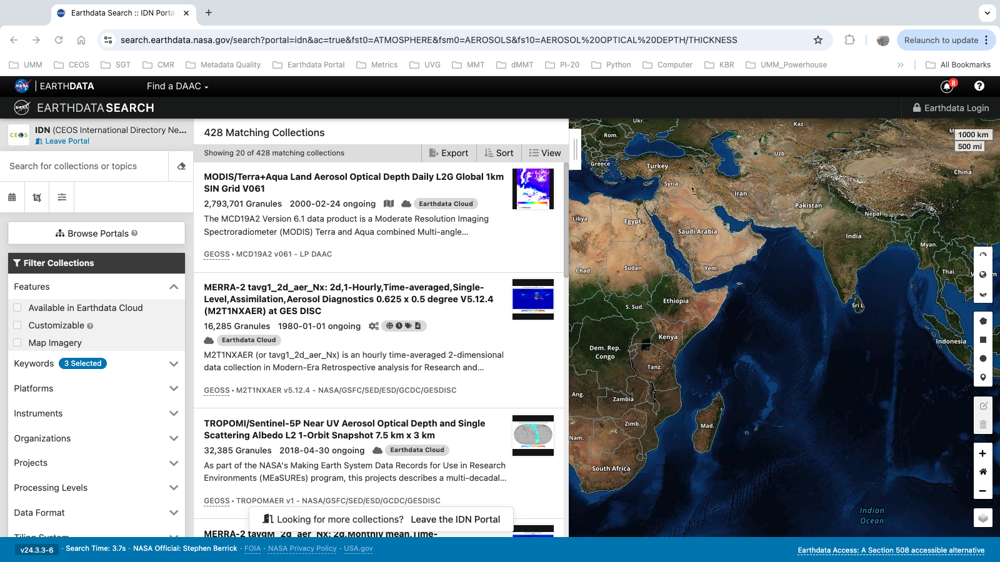 Earthdata Search :: IDN Porta
search.earthdata.nasa.gov/search?portal=idn&ac=true&fst0=ATMOSPHERE&fsm0=AEROSOLS&fs10=AEROSOL%20OPTICAL%20DEPTH/THICKNESS
Relaunch to update
UMM
CEOS
SGT
CMR
Metadata Quality
Earthdata Portal
Metrics
UVG
MMT
dMMT
PI-20
Python
Computer
KBR
UMM_Powerhouse
»
All Bookmarks
EARTHDATA
Find a DAAC
8
EARTHDATA SEARCH
Earthdata Login
CEOS
IDN (CEOS International Directory Ne...
Leave Portal
Search for collections or topics
Browse Portals
Filter Collections
Features
Available in Earthdata Cloud
Customizable
Map Imagery
Keywords 3 Selected
Platforms
Instruments
Organizations
Projects
Processing Levels
Data Format
Tiling System
428 Matching Collections
Showing 20 of 428 matching collections
Export
Sort
View
MODIS/Terra+Aqua Land Aerosol Optical Depth Daily L2G Global 1km
SIN Grid V061
2,793,701 Granules 2000-02-24 ongoing Earthdata Cloud
The MCD19A2 Version 6.1 data product is a Moderate Resolution Imaging
Spectroradiometer (MODIS) Terra and Aqua combined Multi-angle...
GEOSS • MCD19A2 v061 - LP DAAC
MERRA-2 tavg1_2d_aer_Nx: 2d,1-Hourly,Time-averaged,Single-
Level,Assimilation,Aerosol Diagnostics 0.625 x 0.5 degree V5.12.4
(M2T1NXAER) at GES DISC
16,285 Granules 1980-01-01 ongoing
Earthdata Cloud
M2T1NXAER (or tavg1_2d_aer_Nx) is an hourly time-averaged 2-dimensional
data collection in Modern-Era Retrospective analysis for Research and...
GEOSS • M2T1NXAER v5.12.4 - NASA/GSFC/SED/ESD/GCDC/GESDISC
TROPOMI/Sentinel-5P Near UV Aerosol Optical Depth and Single
Scattering Albedo L2 1-Orbit Snapshot 7.5 km x 3 km
32,385 Granules 2018-04-30 ongoing Earthdata Cloud
As part of the NASA's Making Earth System Data Records for Use in Research
Environments (MEaSUREs) program, this projects describes a multi-decadal...
GEOSS • TROPOMAER v1 - NASA/GSFC/SED/ESD/GCDC/GESDISC
Looking for more collections? Leave the IDN Portal
MERRA-2 tavgM_2d_aer_Nx: 2d,Monthly mean,Time-
Ukr.
Kaz.
Rom.
1000 km
500 mi
Uzb.
Greece
Turkey
China
Syria
Iran
Pakistan
Nepal
Libya
Egypt
Saudi Arabia
India
Myan.
Chad
Sudan
Yem.
Thai.
Ethiopia
S. Sud.
Sri L.
Kenya
Indonesia
Dem. Rep.
Congo
Tanz.
Ang.
Zambia
Zimb.
Mad.
Nam.
South Africa
Indian
Ocean
v24.3.3-6 · Search Time: 3.7s · NASA Official: Stephen Berrick · FOIA · NASA Privacy Policy · USA.gov
Earthdata Access: A Section 508 accessible alternative